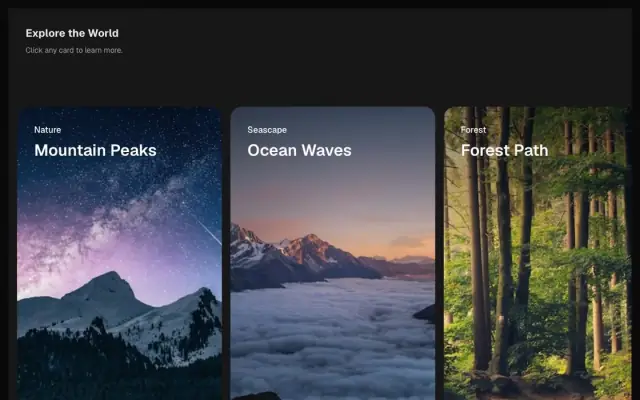 Explore the World
Click any card to learn more.
Nature
Mountain Peaks
Seascape
Ocean Waves
Forest
Forest Path